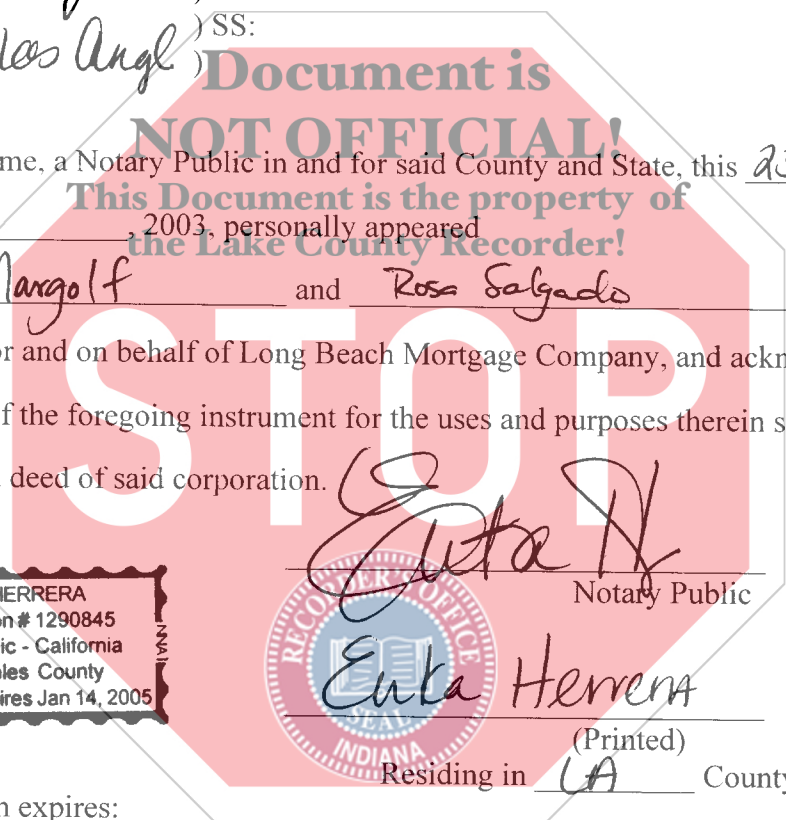 ) SS:
Los Angl )
Document is
NOT OFFICIAL!
me, a Notary Public in and for said County and State, this 23
This Document is the property of
, 2003, personally appeared
the Lake County Recorder!
Margolf and Rosa Salgado
STOP
or and on behalf of Long Beach Mortgage Company, and ackn
f the foregoing instrument for the uses and purposes therein s
deed of said corporation.
Notary Public
HERRERA
on # 1290845
ic - California
les County
ires Jan 14, 2005
NNA
RECORDER'S OFFICE
SEAL
INDIANA
Erika Herrera
(Printed)
Residing in LA County
n expires: